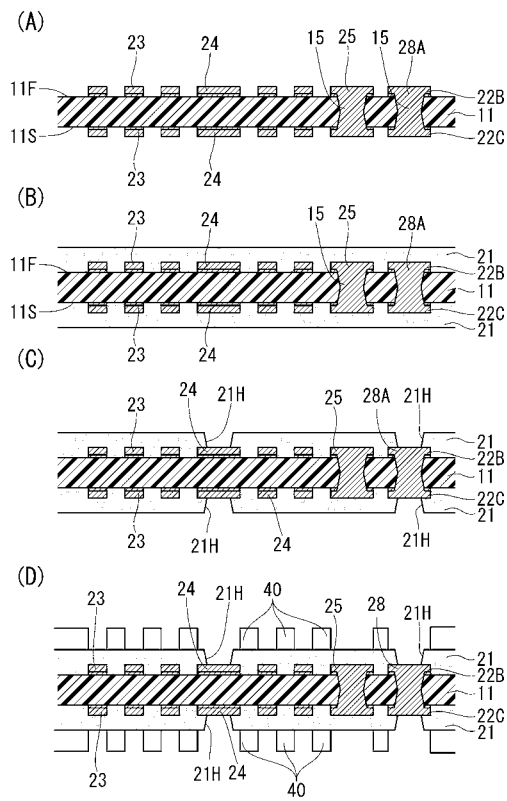 (A)
23 24 15 25 15 28A
11F 22B
11
11S 22C
23 24
(B)
23 24 15 25 28A
21
11F 22B
11
11S 22C
21
23 24
(C)
23 24 21H 25 28A 21H
21
22B
11
22C
21
23 21H 24 21H
(D)
23 24 21H 40 25 28 21H
21
22B
11
22C
21
23 21H 24 40